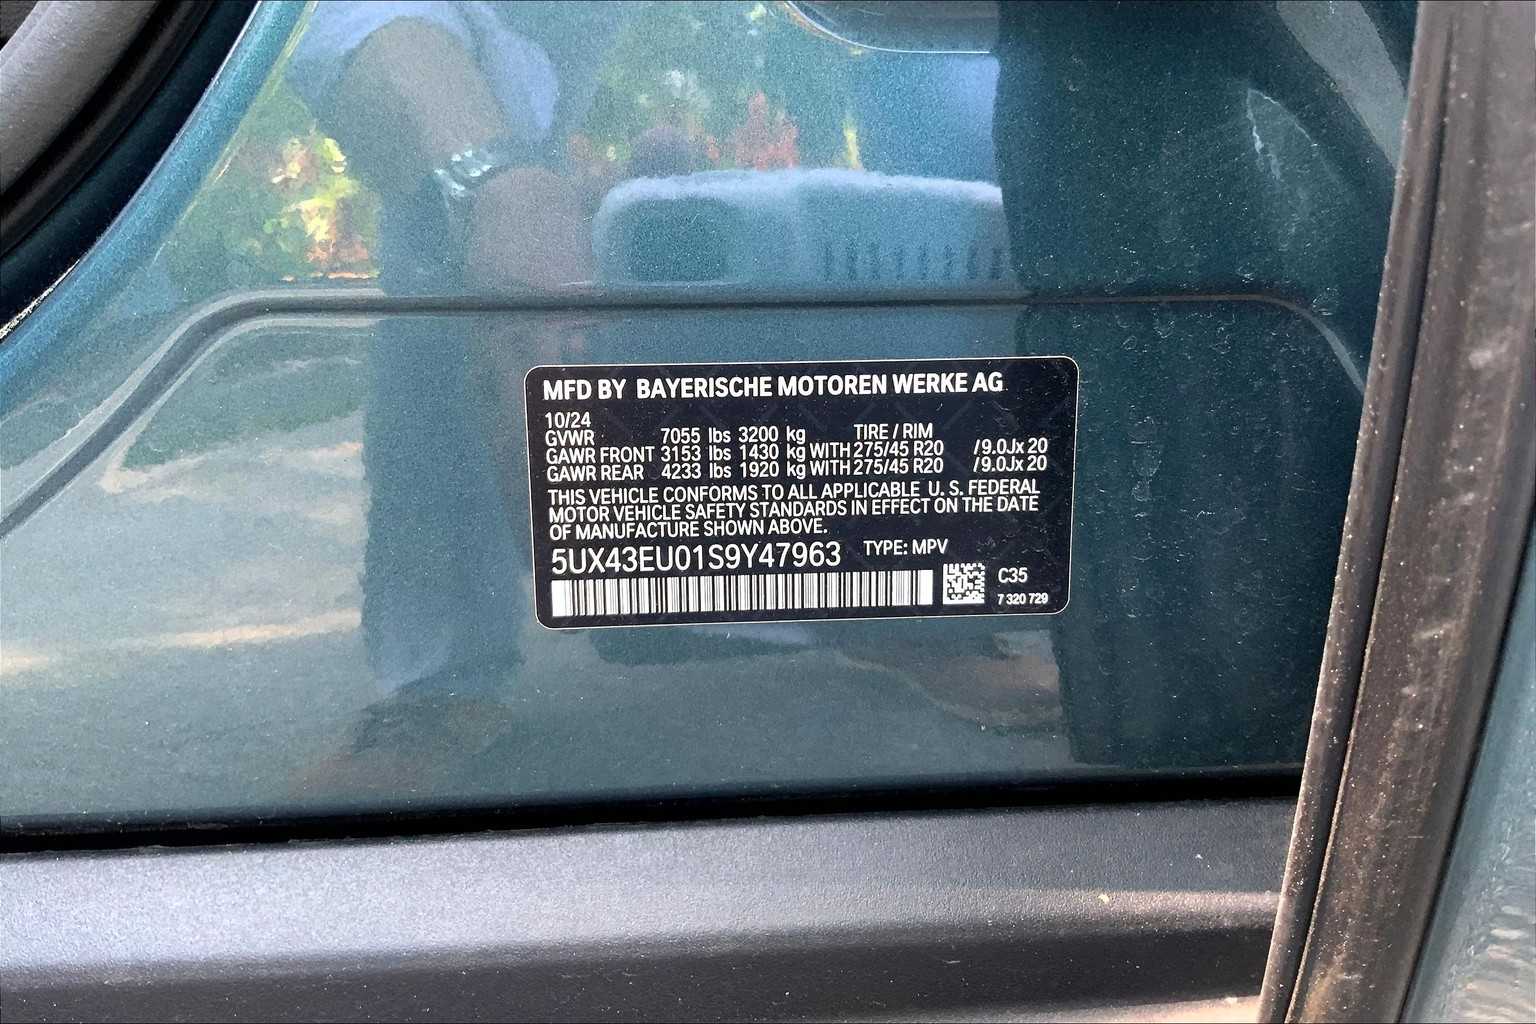 MFD BY BAYERISCHE MOTOREN WERKE AG
10/24
GVWR 7055 lbs 3200 kg TIRE / RIM
GAWR FRONT 3153 lbs 1430 kg WITH 275/45 R20 /9.0Jx 20
GAWR REAR 4233 lbs 1920 kg WITH 275/45 R20 /9.0Jx 20
THIS VEHICLE CONFORMS TO ALL APPLICABLE U. S. FEDERAL
MOTOR VEHICLE SAFETY STANDARDS IN EFFECT ON THE DATE
OF MANUFACTURE SHOWN ABOVE.
5UX43EU01S9Y47963 TYPE: MPV
C35
7 320 729